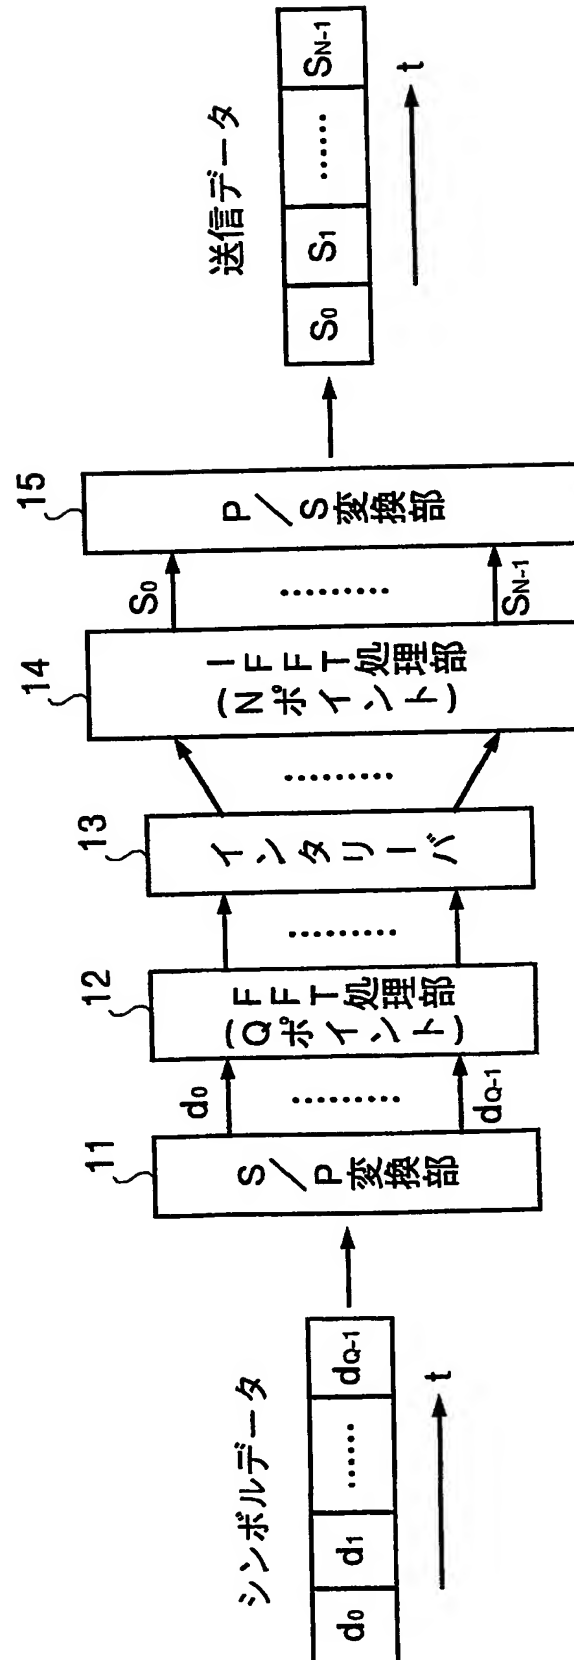 シンボルデータ
d0 d1 ...... dQ-1
t
11
S/P変換部
d0
.........
dQ-1
12
FFT処理部
(Qポイント)
.........
13
インタリーバ
.........
14
IFFT処理部
(Nポイント)
S0
.........
SN-1
15
P/S変換部
送信データ
S0 S1 ...... SN-1
t